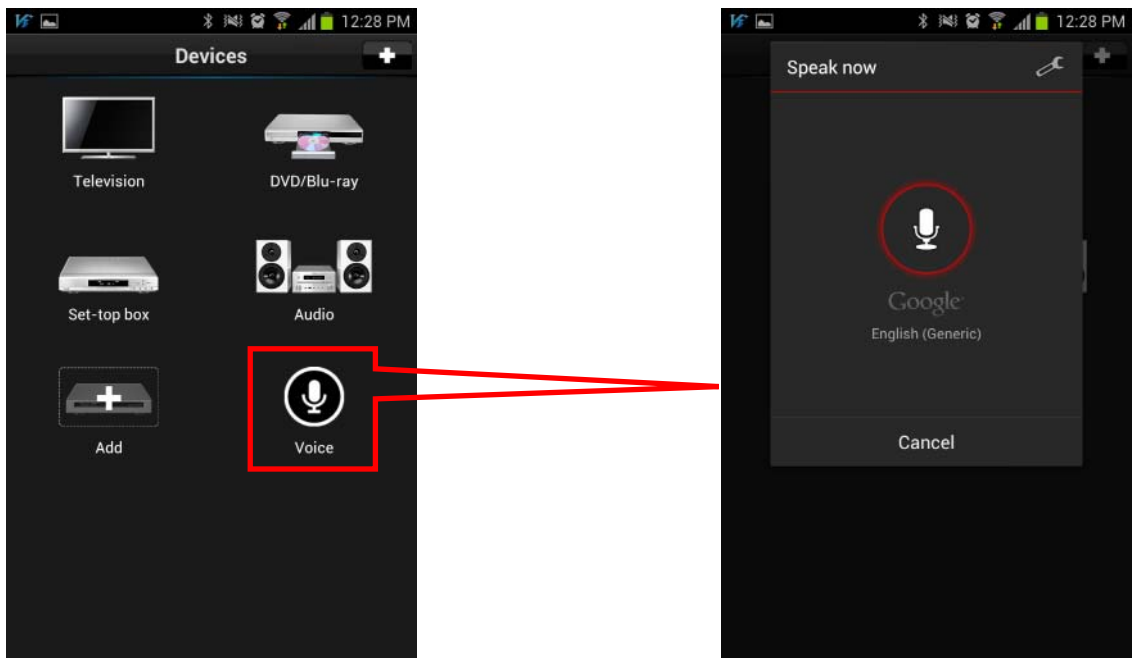 12:28 PM
Devices
Television
DVD/Blu-ray
Set-top box
Audio
Add
Voice
12:28 PM
Speak now
Google
English (Generic)
Cancel